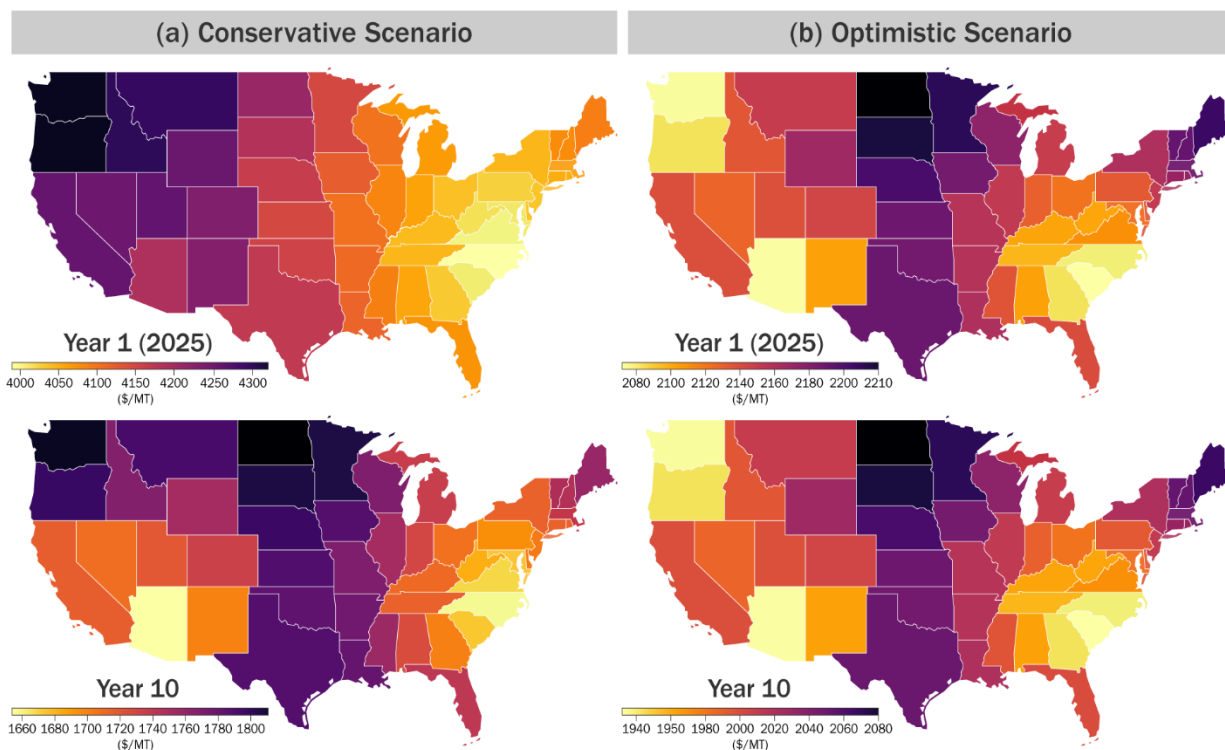 (a) Conservative Scenario
(b) Optimistic Scenario
Year 1 (2025)
4000 4050 4100 4150 4200 4250 4300
($/MT)
Year 1 (2025)
2080 2100 2120 2140 2160 2180 2200 2210
($/MT)
Year 10
1660 1680 1700 1720 1740 1760 1780 1800
($/MT)
Year 10
1940 1960 1980 2000 2020 2040 2060 2080
($/MT)